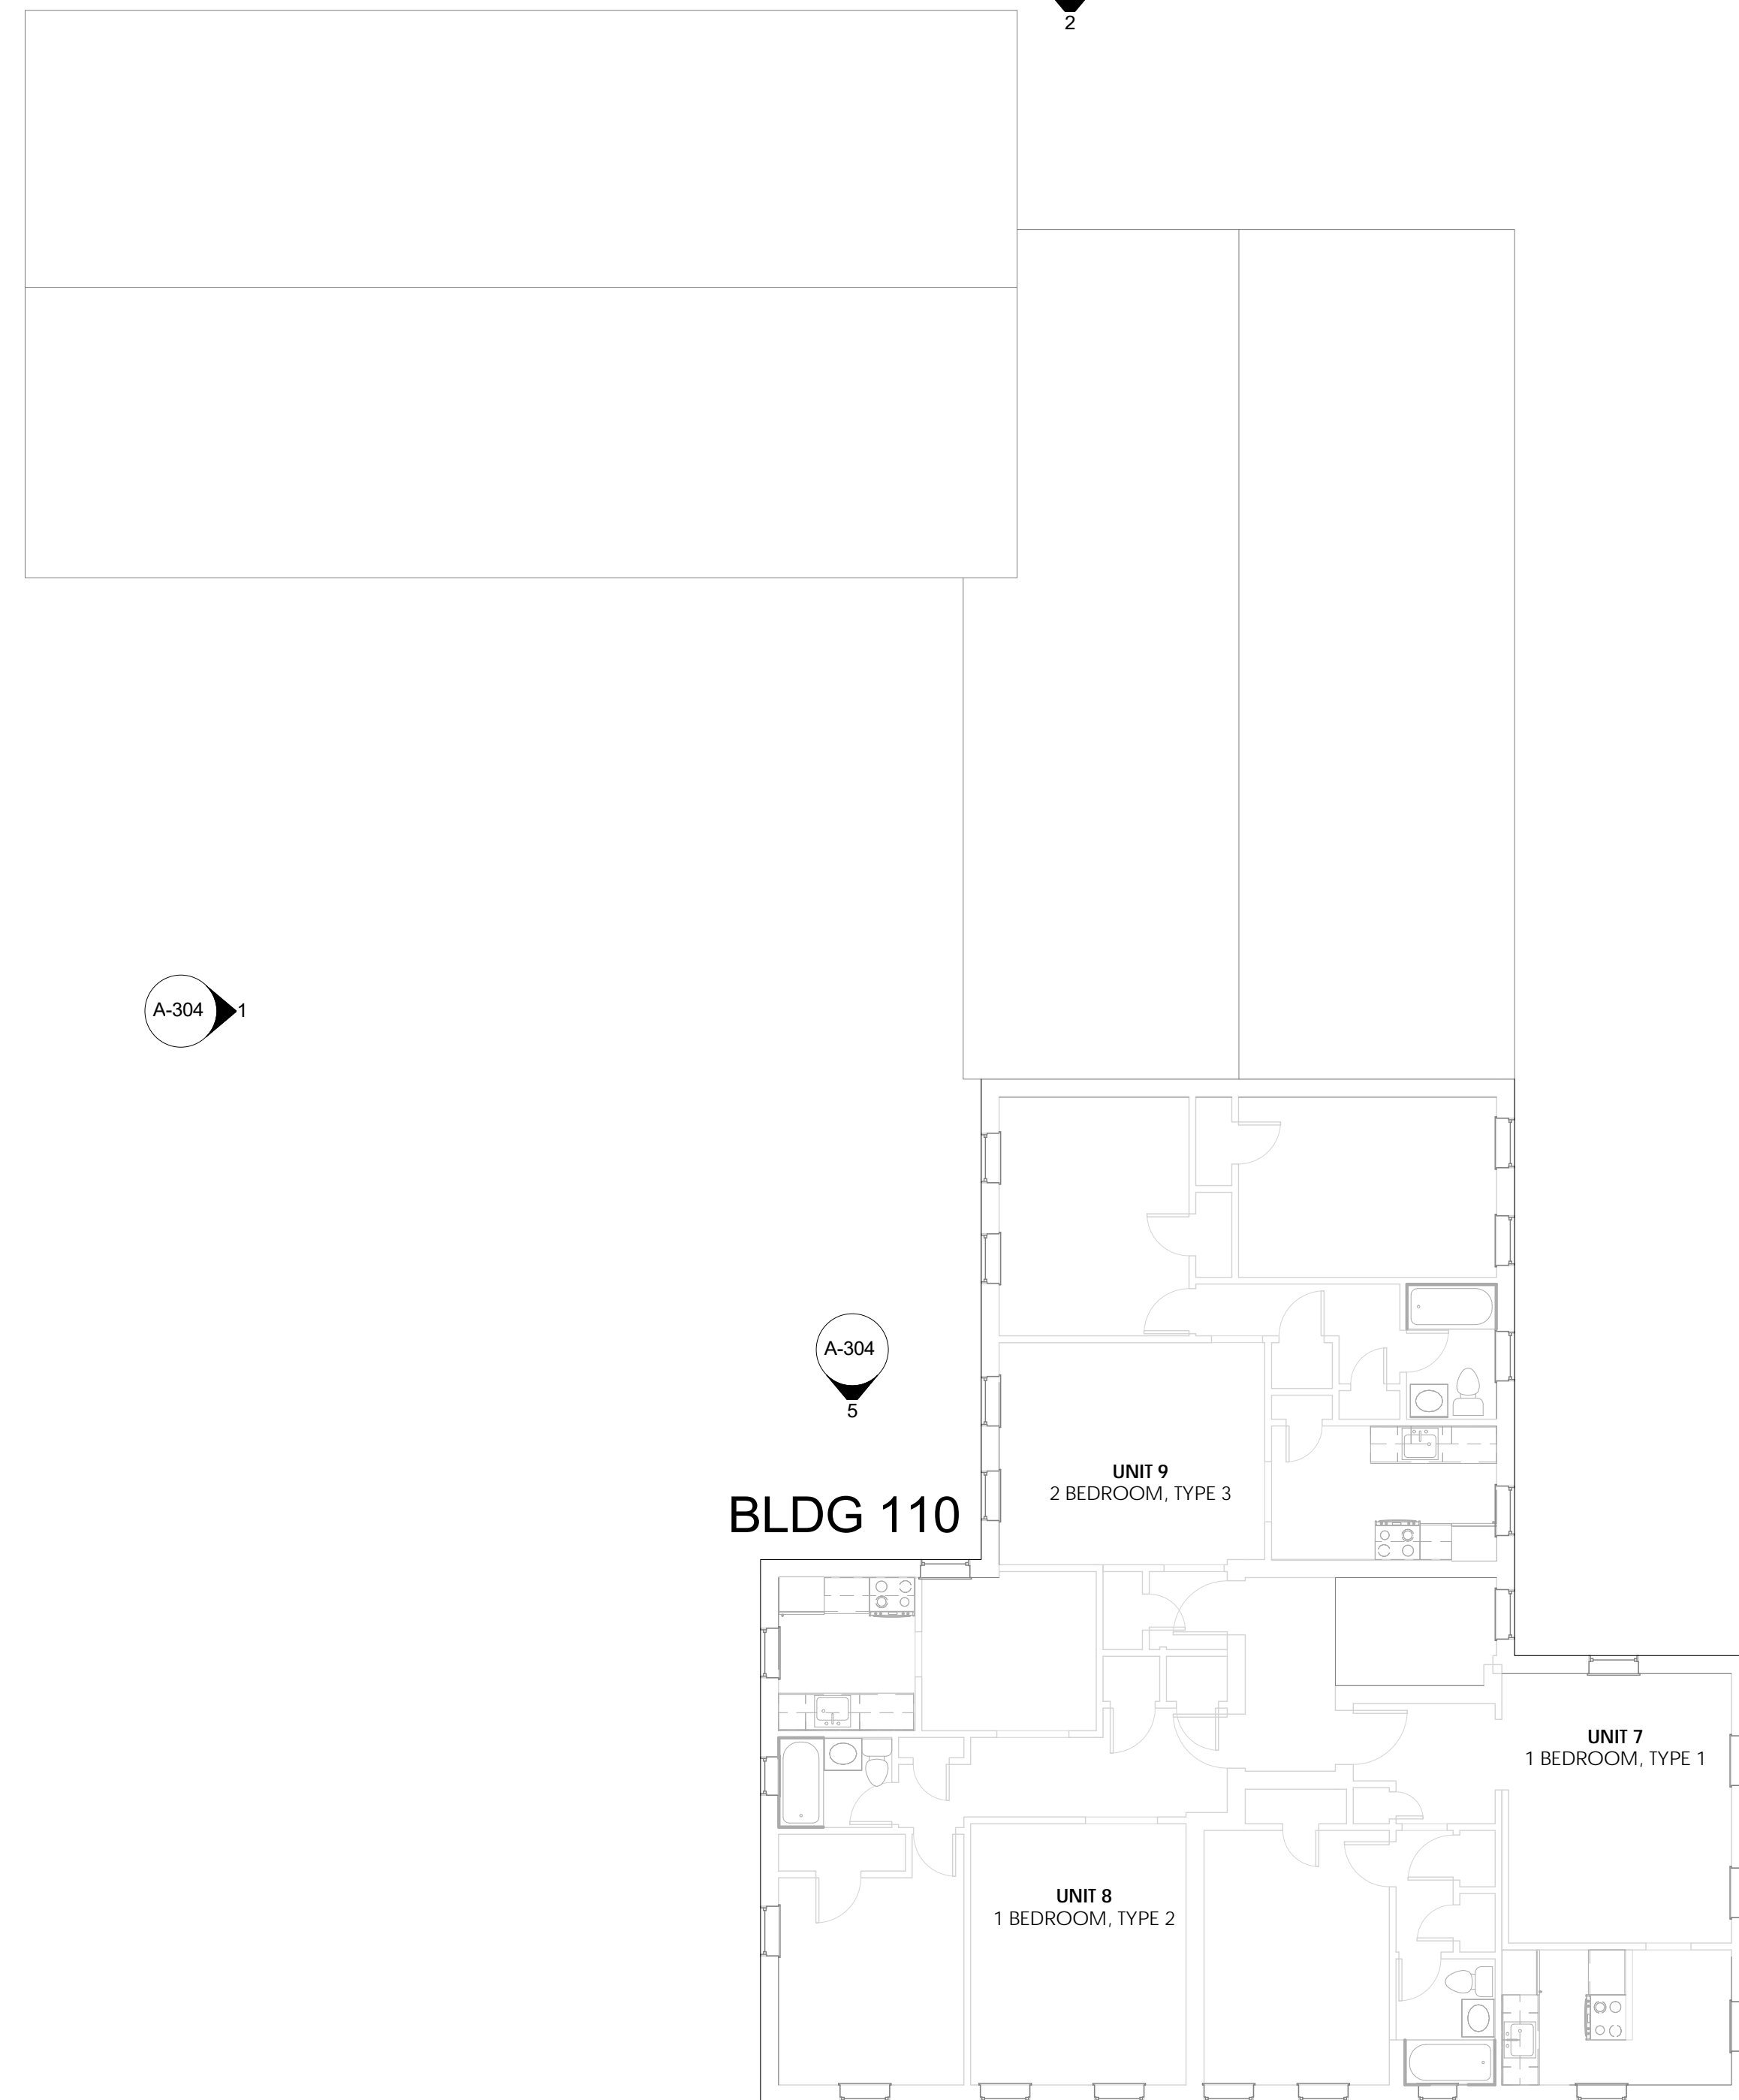 2
A-304
1
A-304
5
UNIT 9
2 BEDROOM, TYPE 3
BLDG 110
UNIT 7
1 BEDROOM, TYPE 1
UNIT 8
1 BEDROOM, TYPE 2